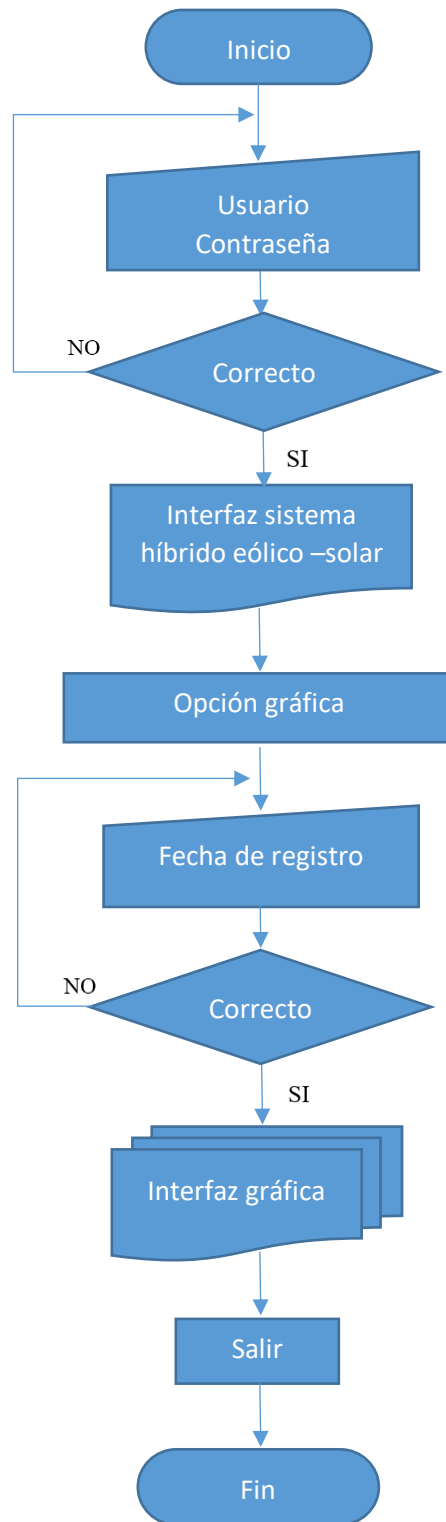 Inicio
Usuario
Contraseña
NO
Correcto
SI
Interfaz sistema
híbrido eólico –solar
Opción gráfica
Fecha de registro
NO
Correcto
SI
Interfaz gráfica
Salir
Fin